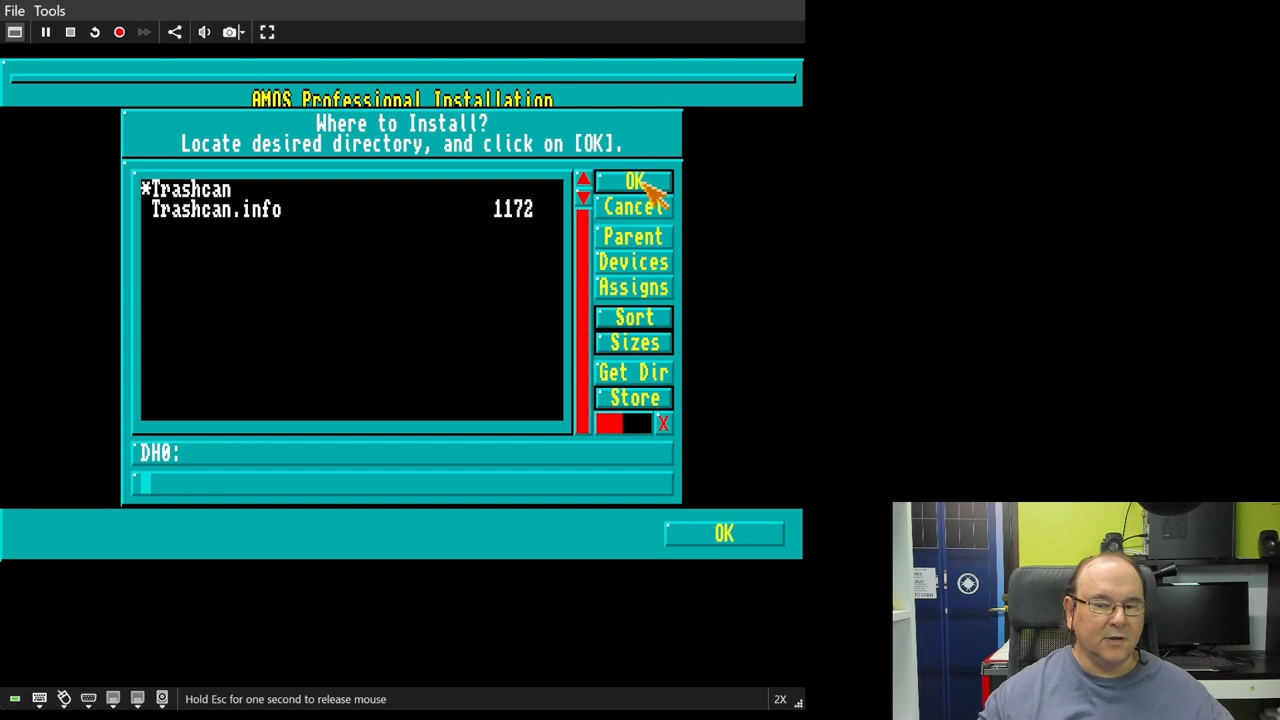 File Tools
AMOS Professional Installation
Where to Install?
Locate desired directory, and click on [OK].
*Trashcan
Trashcan.info 1172
OK
Cancel
Parent
Devices
Assigns
Sort
Sizes
Get Dir
Store
X
DH0:
OK
TO OPEN
Hold Esc for one second to release mouse
2X